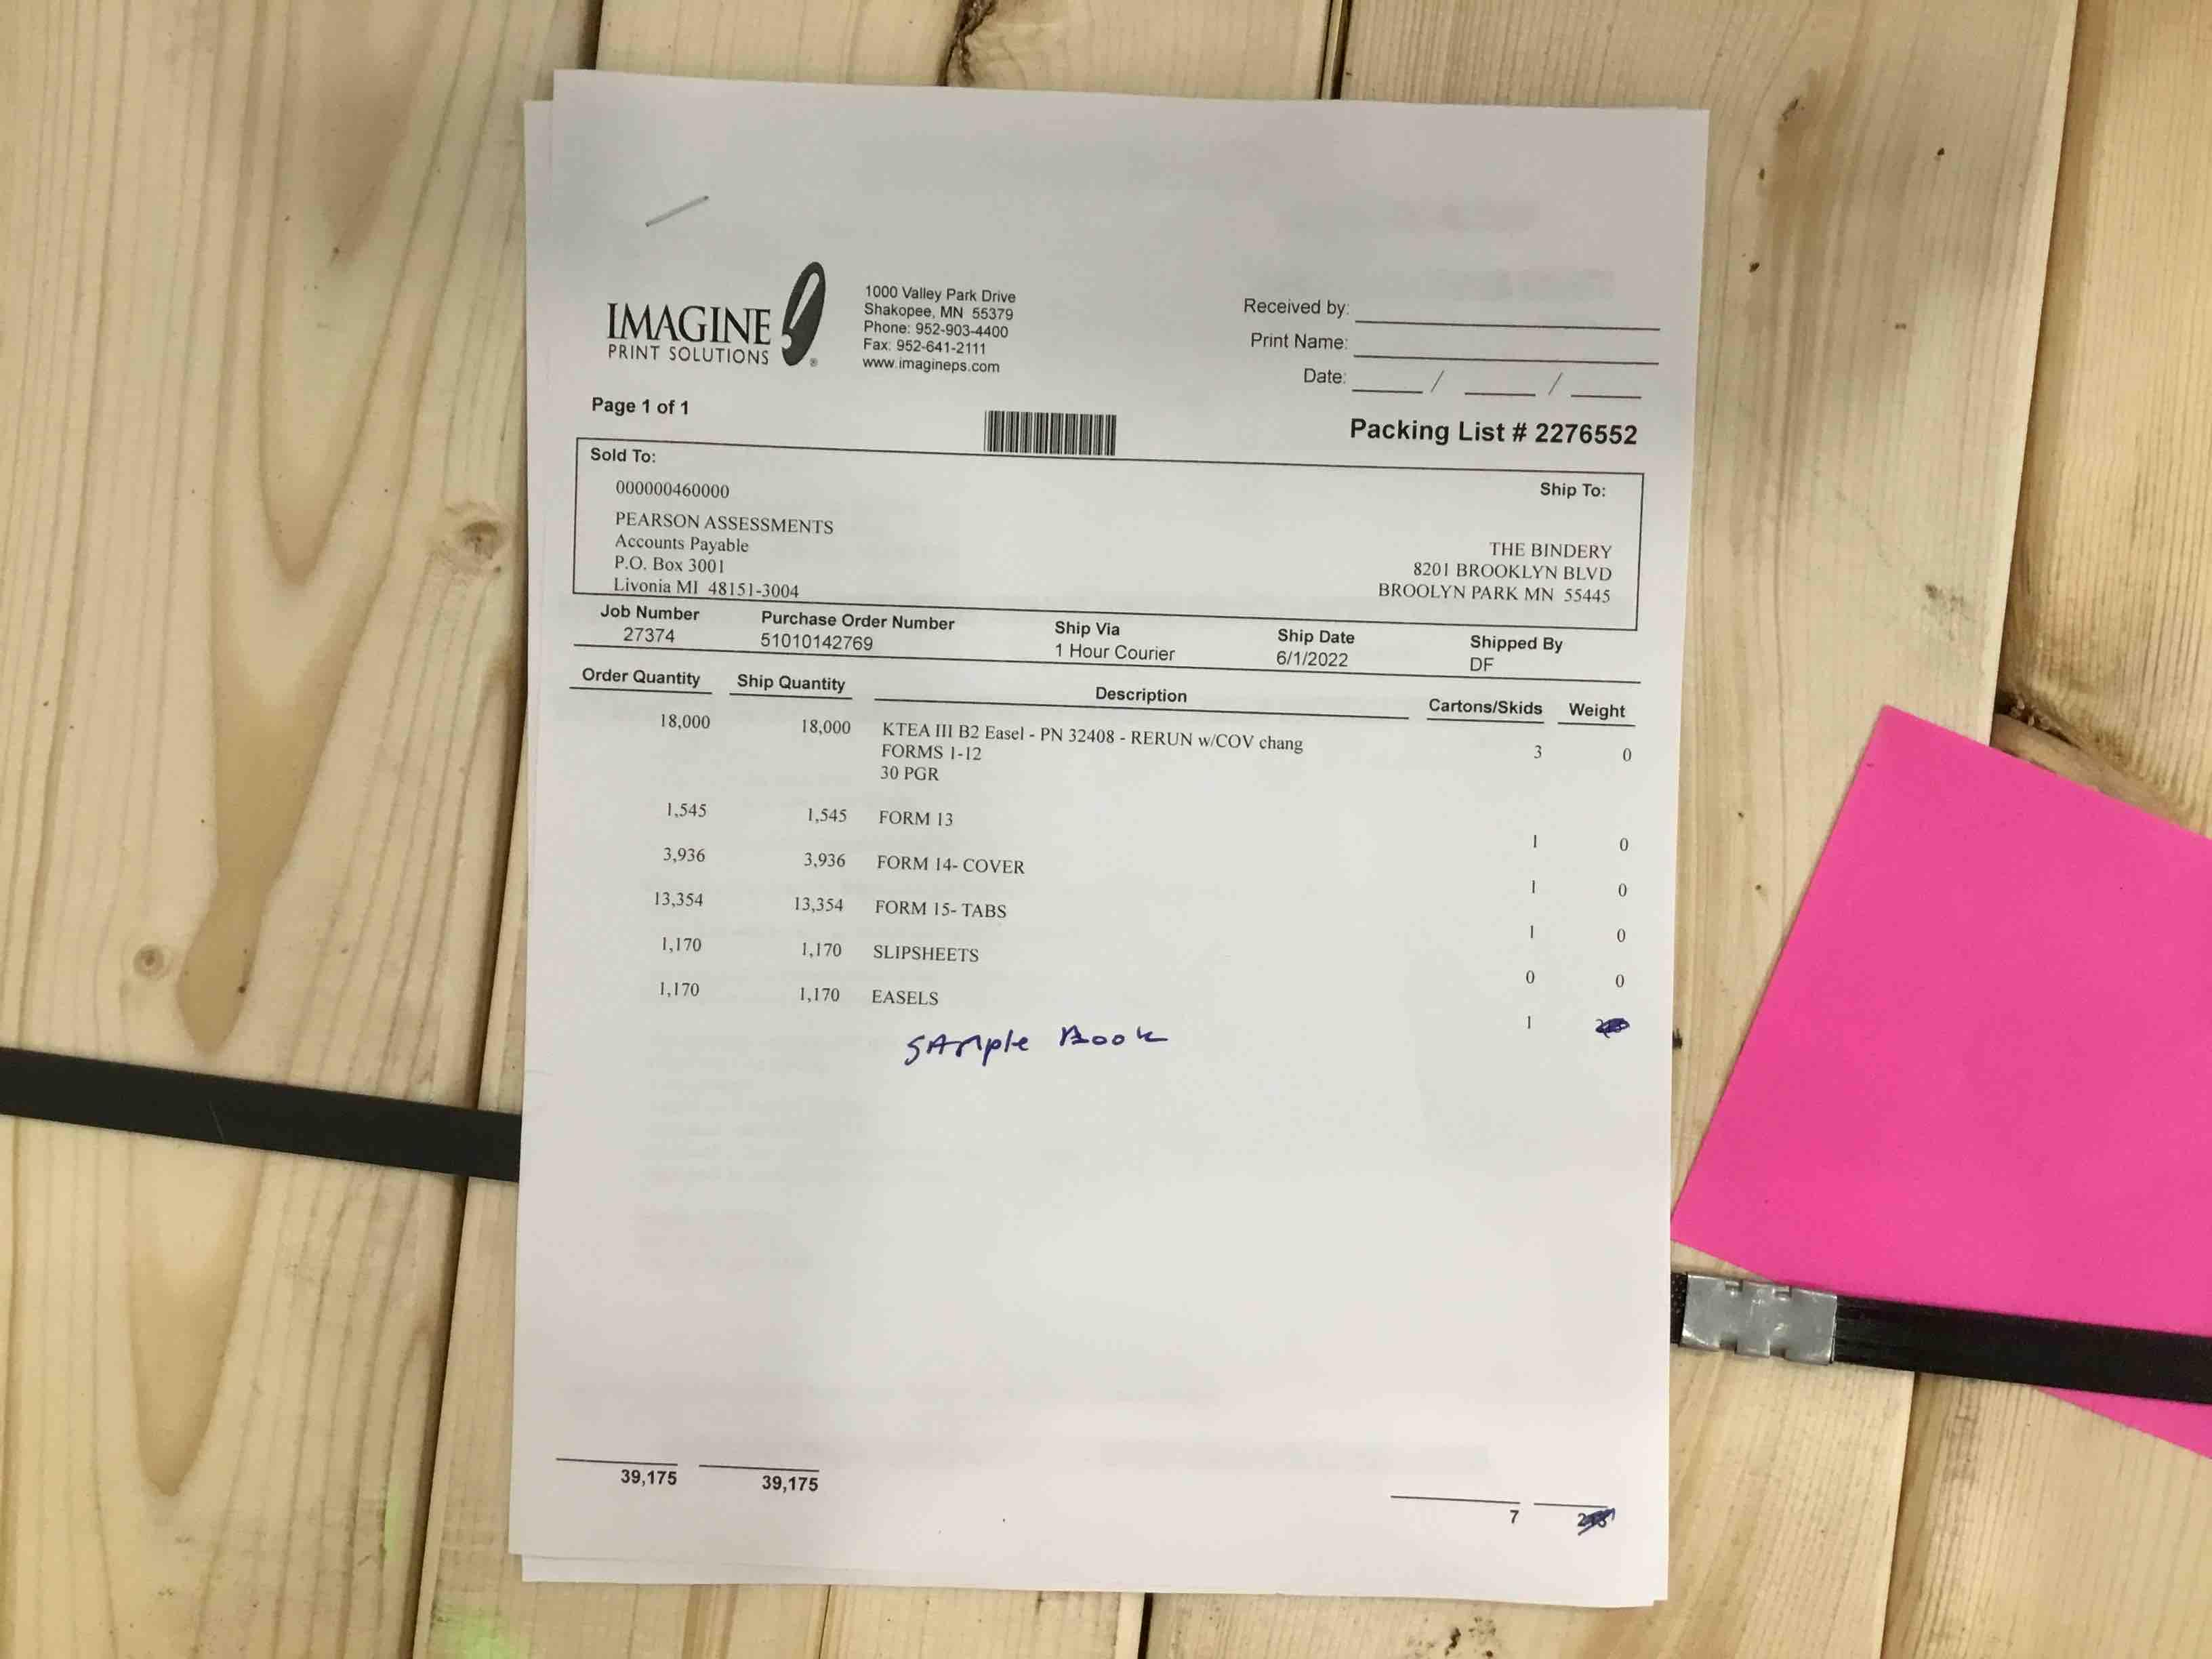 IMAGINE
PRINT SOLUTIONS
®
1000 Valley Park Drive
Shakopee, MN 55379
Phone: 952-903-4400
Fax: 952-641-2111
www.imagineps.com
Received by:
Print Name:
Date: / /
Page 1 of 1
Packing List # 2276552
Sold To:
000000460000
PEARSON ASSESSMENTS
Accounts Payable
P.O. Box 3001
Livonia MI 48151-3004
Ship To:
THE BINDERY
8201 BROOKLYN BLVD
BROOLYN PARK MN 55445
Job Number Purchase Order Number Ship Via Ship Date Shipped By
27374 51010142769 1 Hour Courier 6/1/2022 DF
Order Quantity Ship Quantity Description Cartons/Skids Weight
18,000 18,000 KTEA III B2 Easel - PN 32408 - RERUN w/COV chang 3 0
FORMS 1-12
30 PGR
1,545 1,545 FORM 13 1 0
3,936 3,936 FORM 14- COVER 1 0
13,354 13,354 FORM 15- TABS 1 0
1,170 1,170 SLIPSHEETS 0 0
1,170 1,170 EASELS 1
SAmple Book
39,175 39,175 7